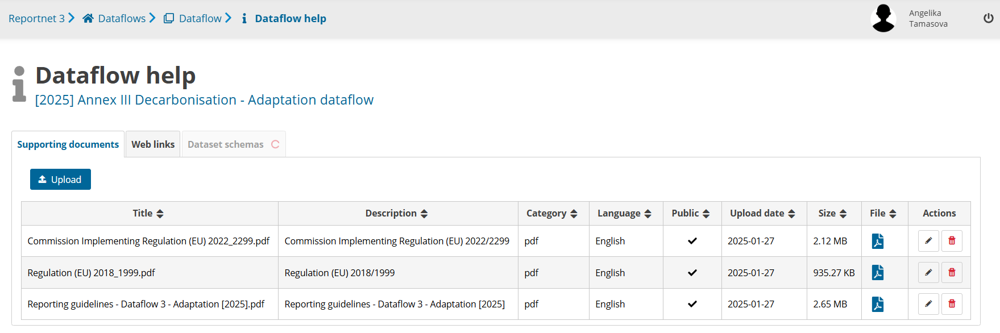 Reportnet 3 Dataflows Dataflow Dataflow help
Angelika
Tamasova
Dataflow help
[2025] Annex III Decarbonisation - Adaptation dataflow
Supporting documents Web links Dataset schemas
Upload
Title Description Category Language Public Upload date Size File Actions
Commission Implementing Regulation (EU) 2022_2299.pdf Commission Implementing Regulation (EU) 2022/2299 pdf English 2025-01-27 2.12 MB
Regulation (EU) 2018_1999.pdf Regulation (EU) 2018/1999 pdf English 2025-01-27 935.27 KB
Reporting guidelines - Dataflow 3 - Adaptation [2025].pdf Reporting guidelines - Dataflow 3 - Adaptation [2025] pdf English 2025-01-27 2.65 MB